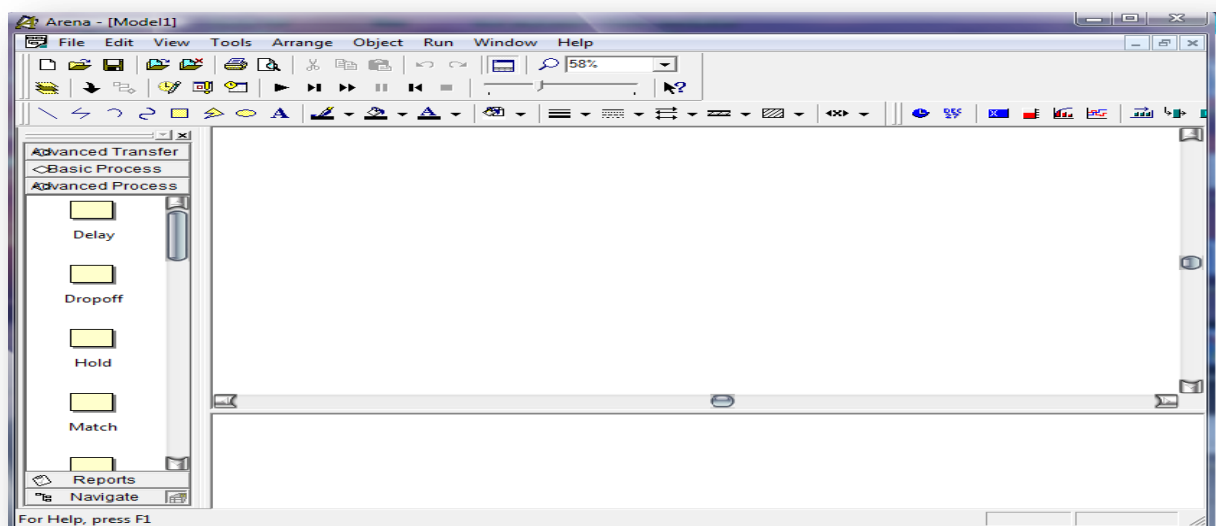 Arena - [Model1]
File Edit View Tools Arrange Object Run Window Help
58%
Advanced Transfer
Basic Process
Advanced Process
Delay
Dropoff
Hold
Match
Reports
Navigate
For Help, press F1